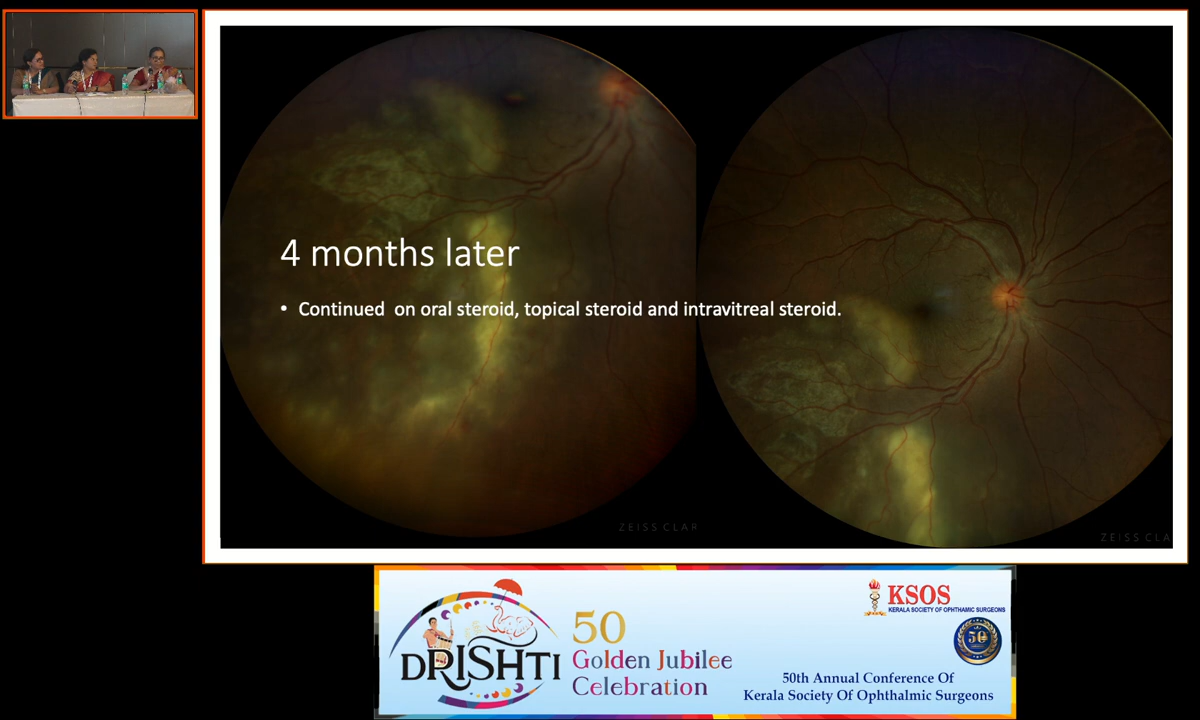 4 months later
• Continued on oral steroid, topical steroid and intravitreal steroid.
ZEISS CLAR
ZEISS CLA
DRISHTI
50
Golden Jubilee
Celebration
KSOS
KERALA SOCIETY OF OPHTHAMIC SURGEONS
50
50th Annual Conference Of
Kerala Society Of Ophthalmic Surgeons